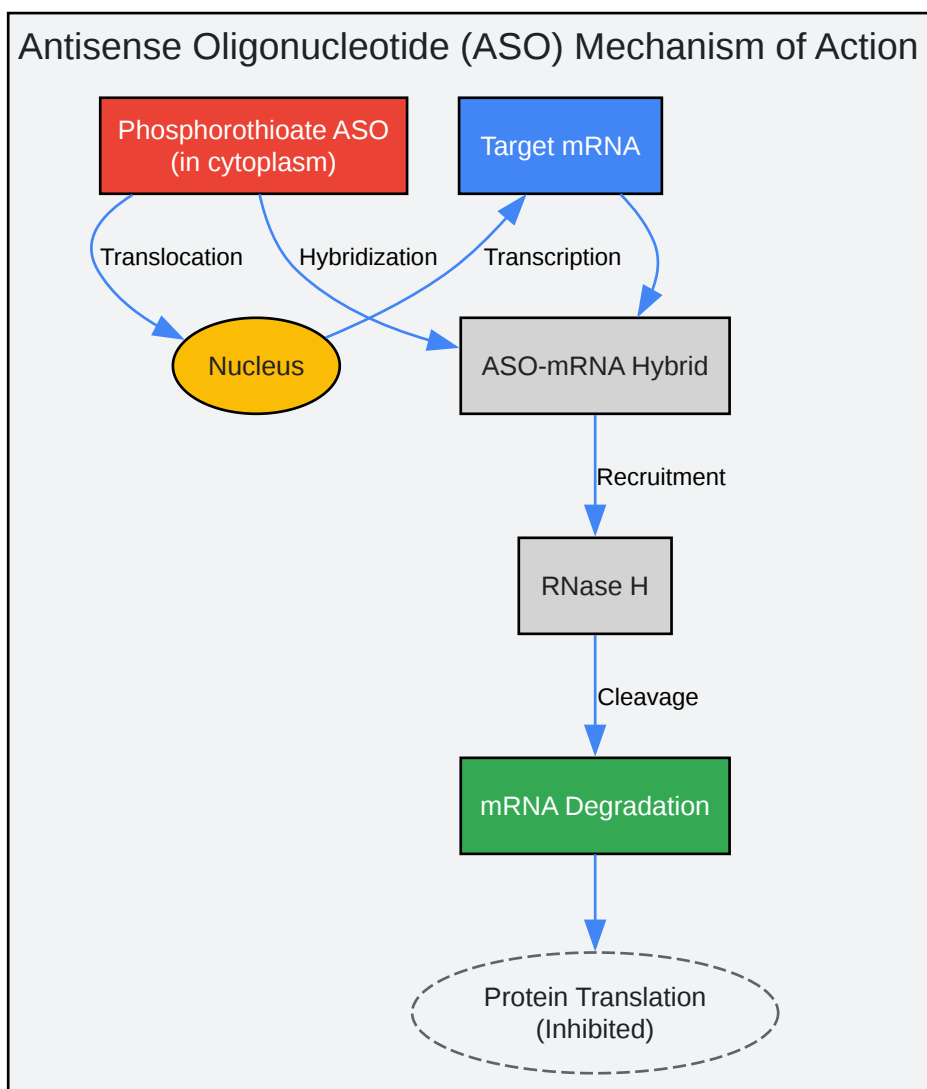 Antisense Oligonucleotide (ASO) Mechanism of Action
Phosphorothioate ASO
(in cytoplasm)
Target mRNA
Translocation
Hybridization
Transcription
Nucleus
ASO-mRNA Hybrid
Recruitment
RNase H
Cleavage
mRNA Degradation
Protein Translation
(Inhibited)